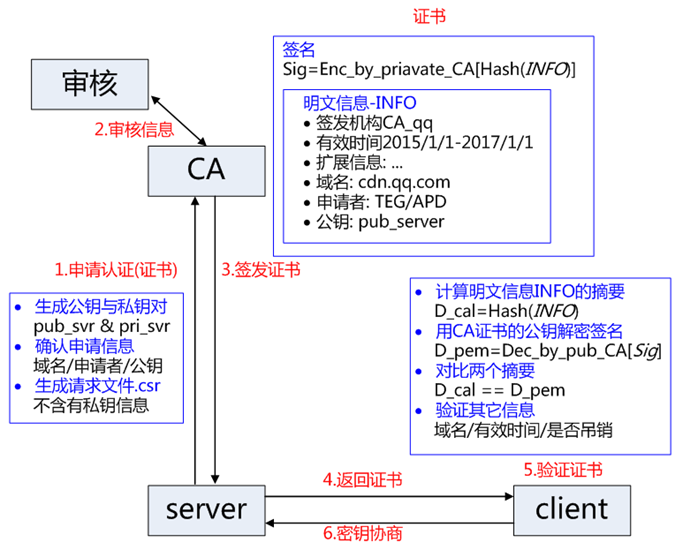 证书
签名
Sig=Enc_by_priavate_CA[Hash(INFO)]
明文信息-INFO
• 签发机构CA_qq
• 有效时间2015/1/1-2017/1/1
• 扩展信息: ...
• 域名: cdn.qq.com
• 申请者: TEG/APD
• 公钥: pub_server
审核
2.审核信息
CA
1.申请认证(证书)
3.签发证书
• 生成公钥与私钥对
pub_svr & pri_svr
• 确认申请信息
域名/申请者/公钥
• 生成请求文件.csr
不含有私钥信息
• 计算明文信息INFO的摘要
D_cal=Hash(INFO)
• 用CA证书的公钥解密签名
D_pem=Dec_by_pub_CA[Sig]
• 对比两个摘要
D_cal == D_pem
• 验证其它信息
域名/有效时间/是否吊销
server
4.返回证书
5.验证证书
client
6.密钥协商